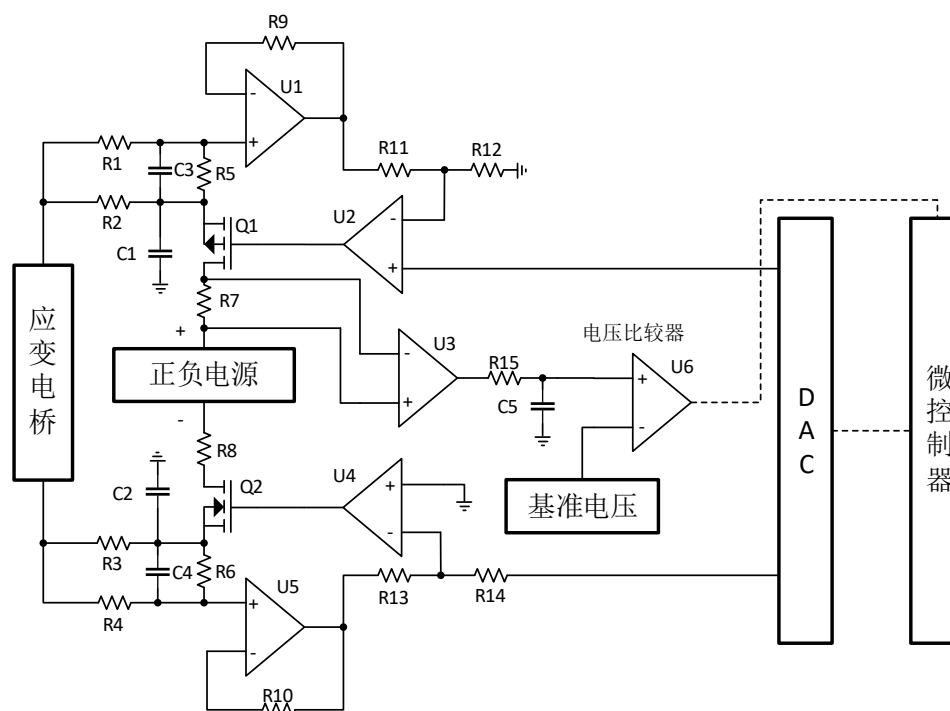 R9
U1
-
+
R1
C3
R5
R11
R12
R2
Q1
U2
-
+
C1
R7
应变电桥
+
正负电源
-
U3
-
+
R15
C5
电压比较器
U6
+
-
基准电压
DAC
微控制器
R8
C2
Q2
U4
+
-
R3
C4
R6
R13
R14
R4
U5
+
-
R10